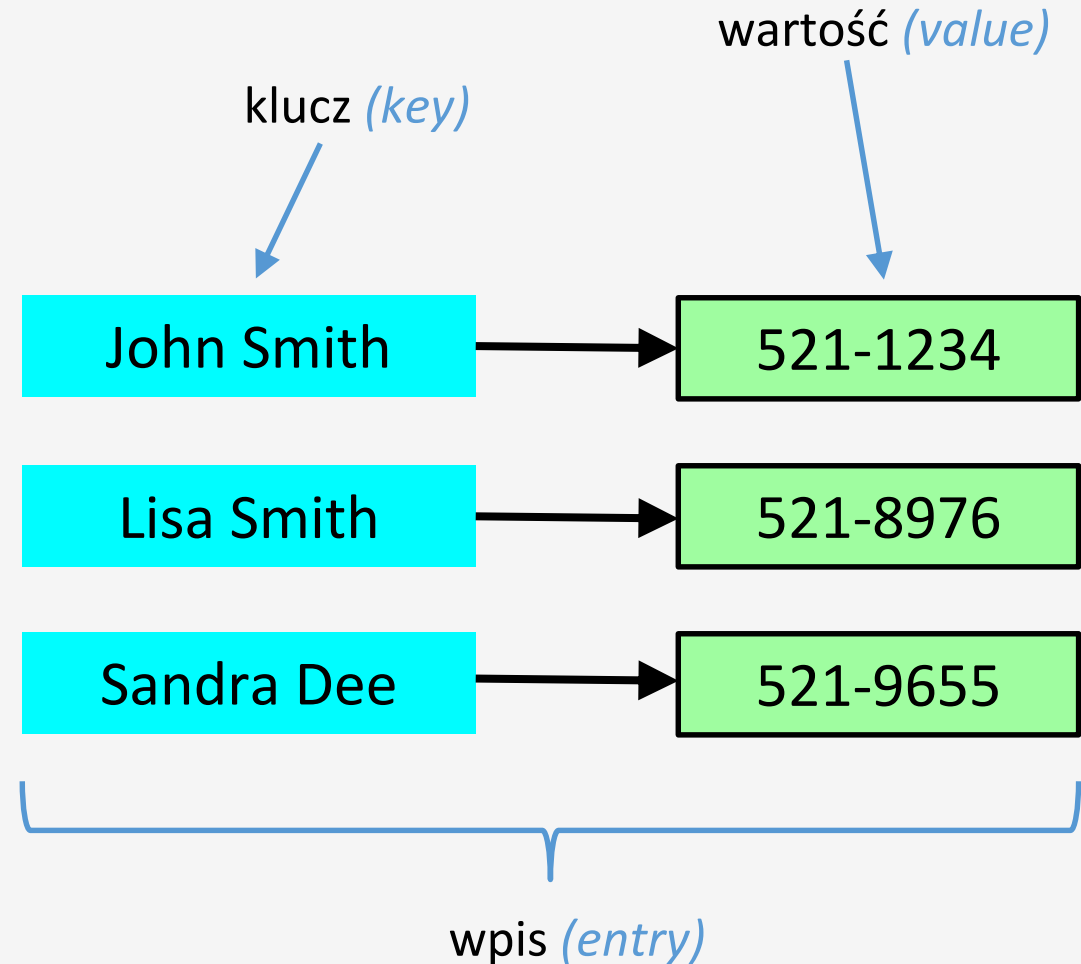 wartość (value)
klucz (key)
John Smith 521-1234
Lisa Smith 521-8976
Sandra Dee 521-9655
wpis (entry)